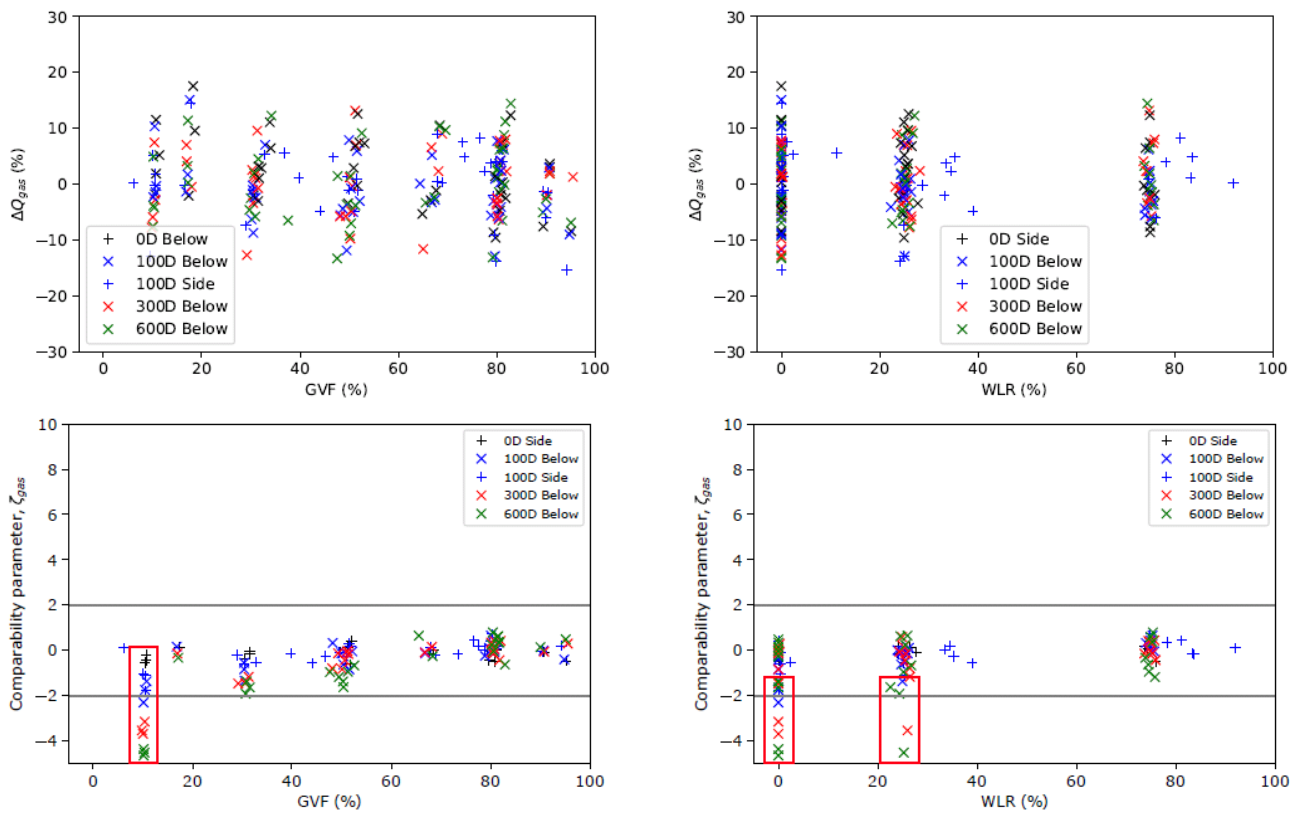 30
20
10
0
−10
−20
−30
ΔQgas (%)
0D Below
100D Below
100D Side
300D Below
600D Below
0 20 40 60 80 100
GVF (%)
30
20
10
0
−10
−20
−30
ΔQgas (%)
0D Side
100D Below
100D Side
300D Below
600D Below
0 20 40 60 80 100
WLR (%)
10
8
6
4
2
0
−2
−4
Comparability parameter, ζgas
0D Side
100D Below
100D Side
300D Below
600D Below
0 20 40 60 80 100
GVF (%)
10
8
6
4
2
0
−2
−4
Comparability parameter, ζgas
0D Side
100D Below
100D Side
300D Below
600D Below
0 20 40 60 80 100
WLR (%)